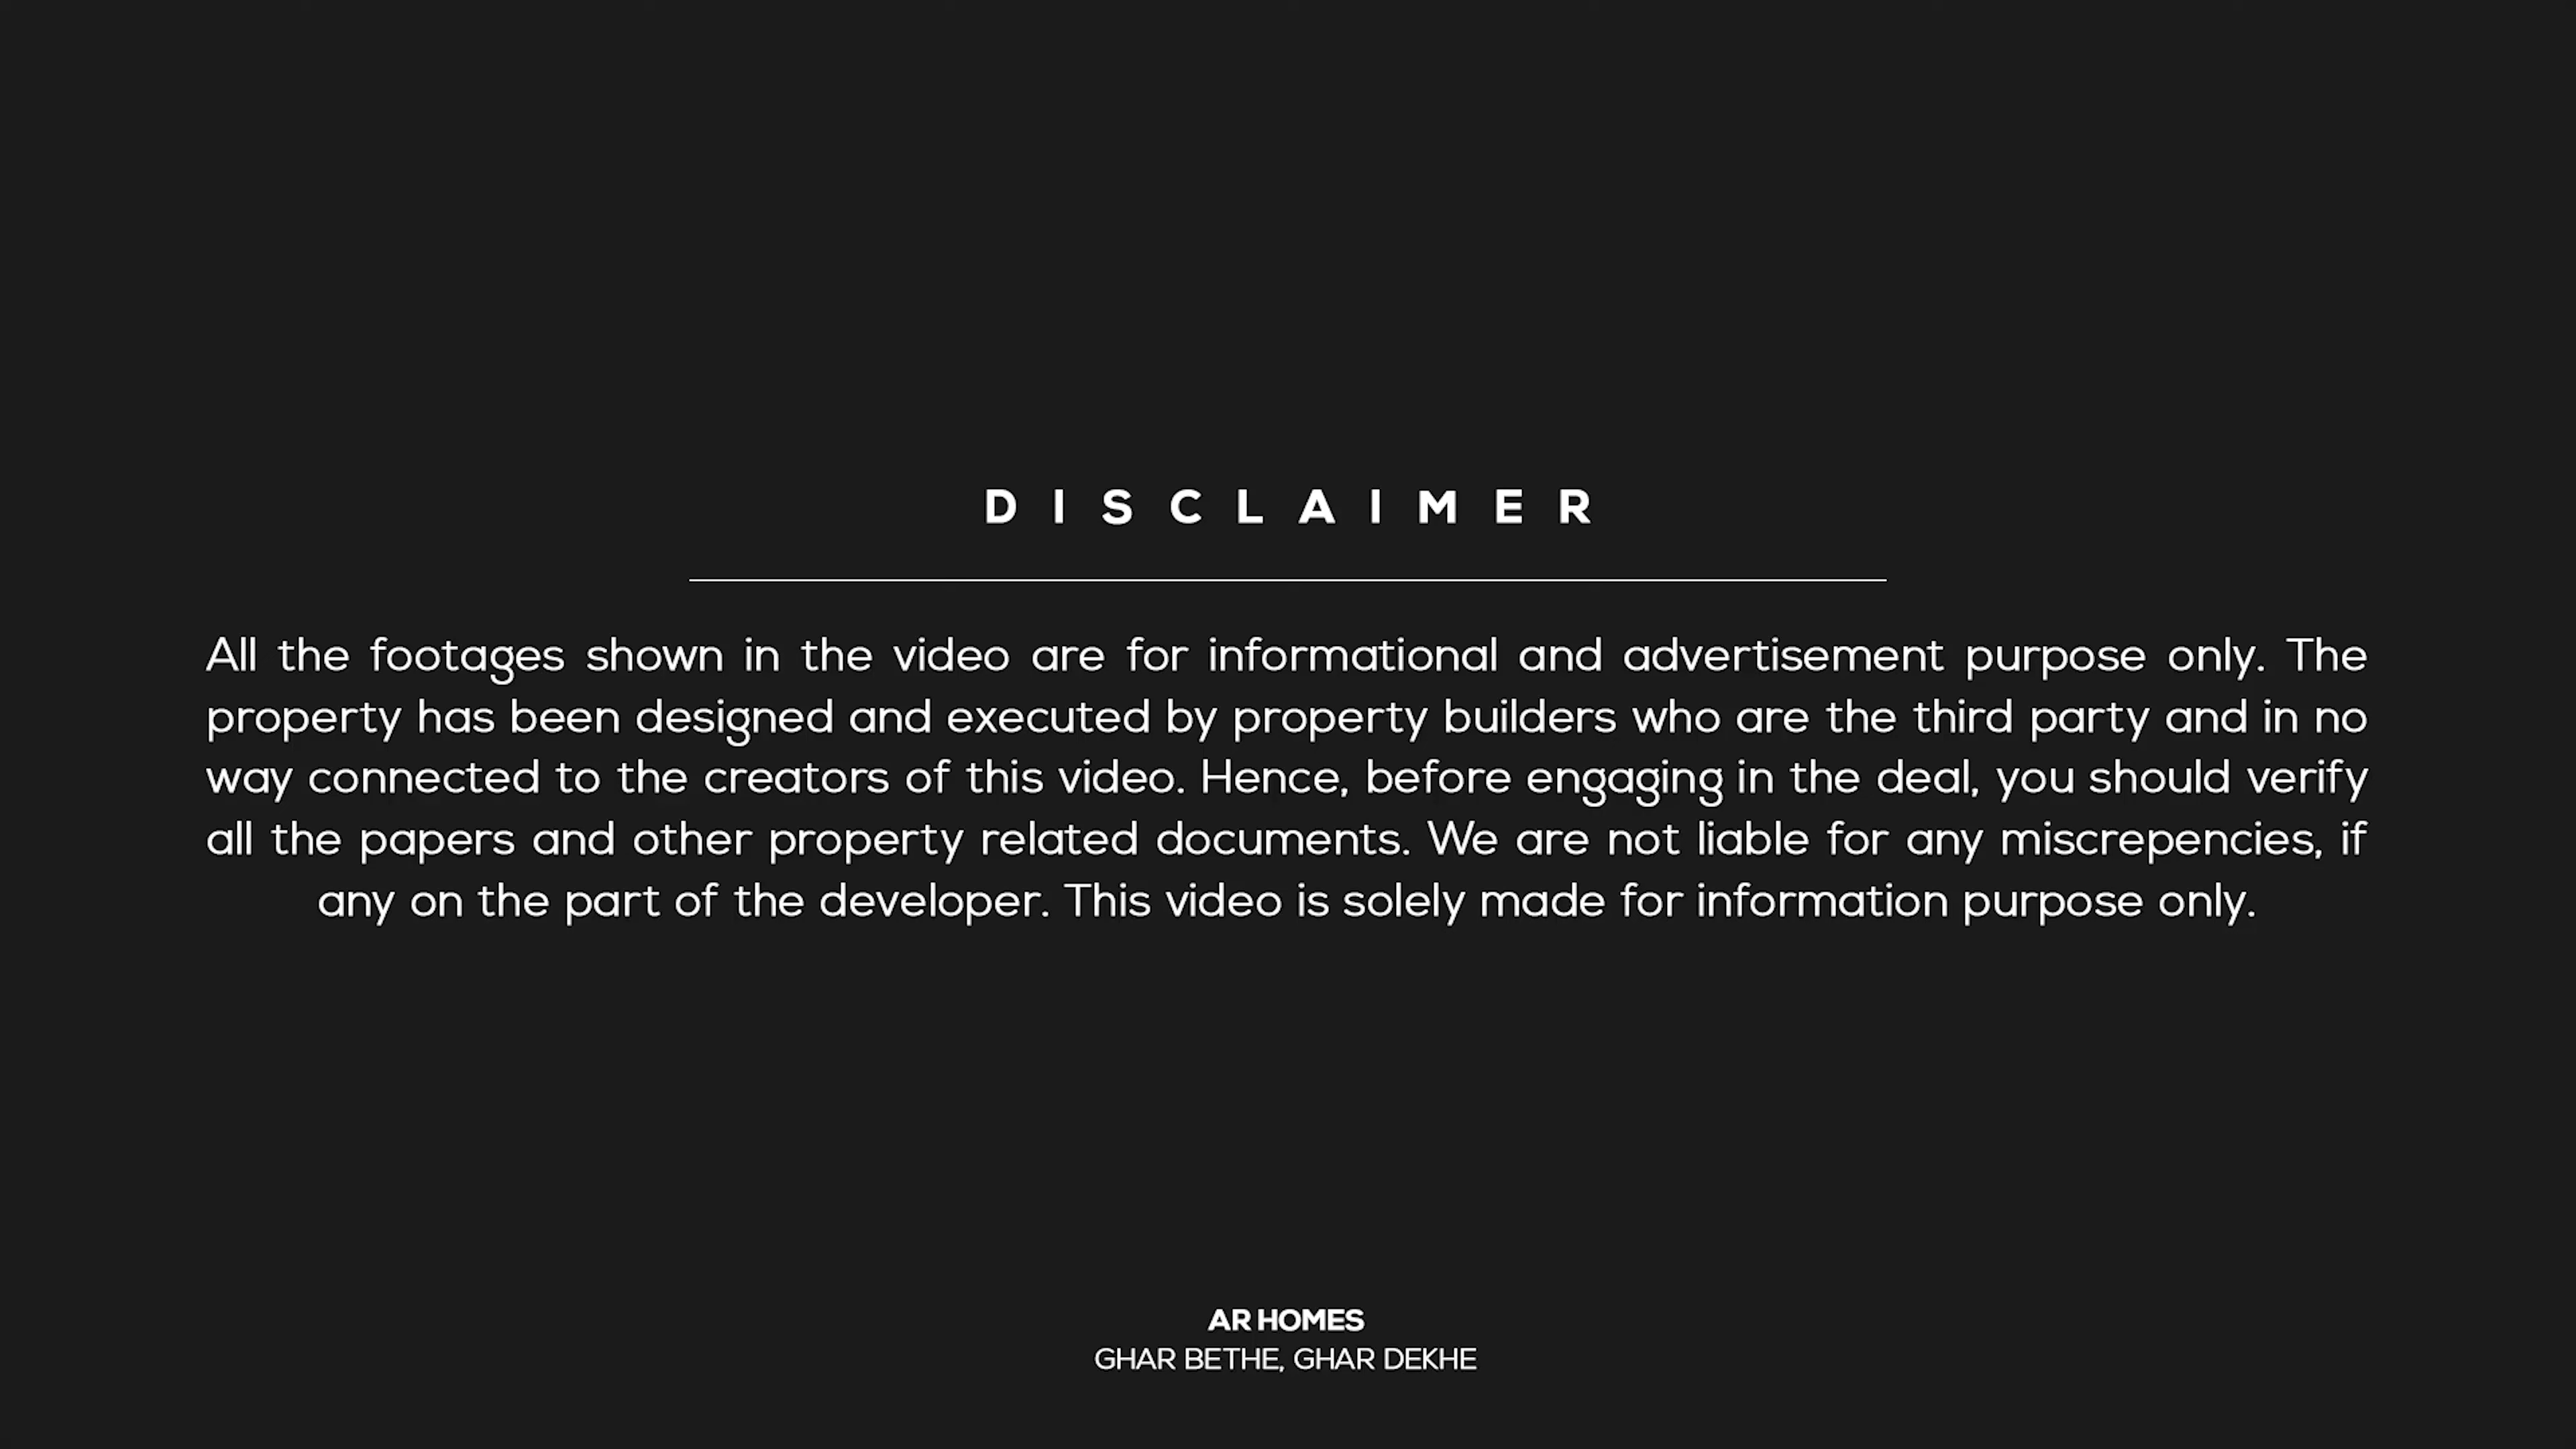 DISCLAIMER
All the footages shown in the video are for informational and advertisement purpose only. The
property has been designed and executed by property builders who are the third party and in no
way connected to the creators of this video. Hence, before engaging in the deal, you should verify
all the papers and other property related documents. We are not liable for any miscrepencies, if
any on the part of the developer. This video is solely made for information purpose only.
AR HOMES
GHAR BETHE, GHAR DEKHE